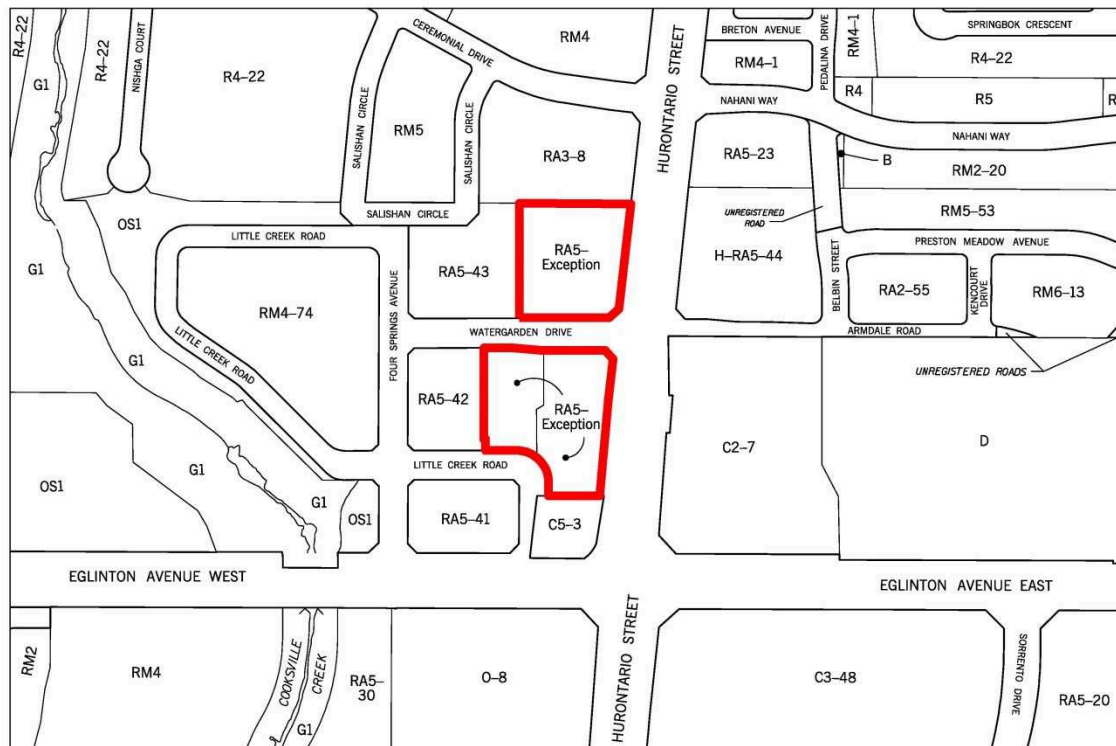 R4–22
G1
R4–22
NISHGA COURT
R4–22
CEREMONIAL DRIVE
RM4
HURONTARIO STREET
BRETON AVENUE
RM4–1
PEDALINA DRIVE
RM4–1
SPRINGBOK CRESCENT
R4–22
R4
R5
R
NAHANI WAY
NAHANI WAY
SALISHAN CIRCLE
RM5
SALISHAN CIRCLE
SALISHAN CIRCLE
RA3–8
RA5–23
B
RM2–20
UNREGISTERED
ROAD
RM5–53
OS1
LITTLE CREEK ROAD
G1
RA5–43
RA5–
Exception
H–RA5–44
BELBIN STREET
PRESTON MEADOW AVENUE
RA2–55
KENCOURT
DRIVE
RM6–13
RM4–74
FOUR SPRINGS AVENUE
WATERGARDEN DRIVE
ARMDALE ROAD
UNREGISTERED ROADS
LITTLE CREEK ROAD
G1
RA5–42
RA5–
Exception
C2–7
D
LITTLE CREEK ROAD
OS1
G1
G1
OS1
RA5–41
C5–3
EGLINTON AVENUE WEST
EGLINTON AVENUE EAST
RM2
RM4
COOKSVILLE
CREEK
G1
RA5–
30
O–8
HURONTARIO STREET
C3–48
SORRENTO DRIVE
RA5–20